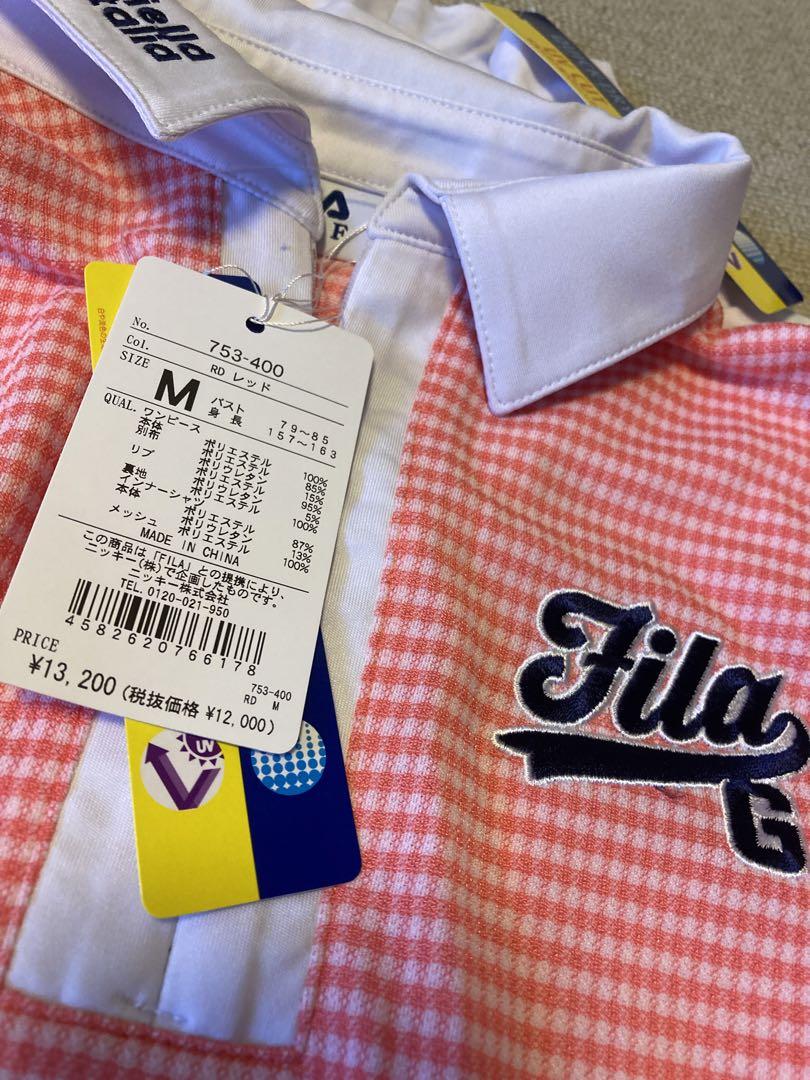 iella
talia
F
No. 753-400
Col. RD レッド
SIZE M バスト 79~85
身長 157~163
QUAL. ワンピース
本体 ポリエステル 100%
別布 ポリエステル 85%
ポリウレタン 15%
リブ ポリエステル 95%
ポリウレタン 5%
裏地 ポリエステル 100%
インナーシャツ
本体 ポリエステル 87%
ポリウレタン 13%
メッシュ ポリエステル 100%
MADE IN CHINA
この商品は「FILA」との提携により、
ニッキー(株)で企画したものです。
ニッキー株式会社
TEL. 0120-021-950
4582620766178
PRICE
¥13,200(税抜価格 ¥12,000)
753-400
RD M
UV
Fila
G